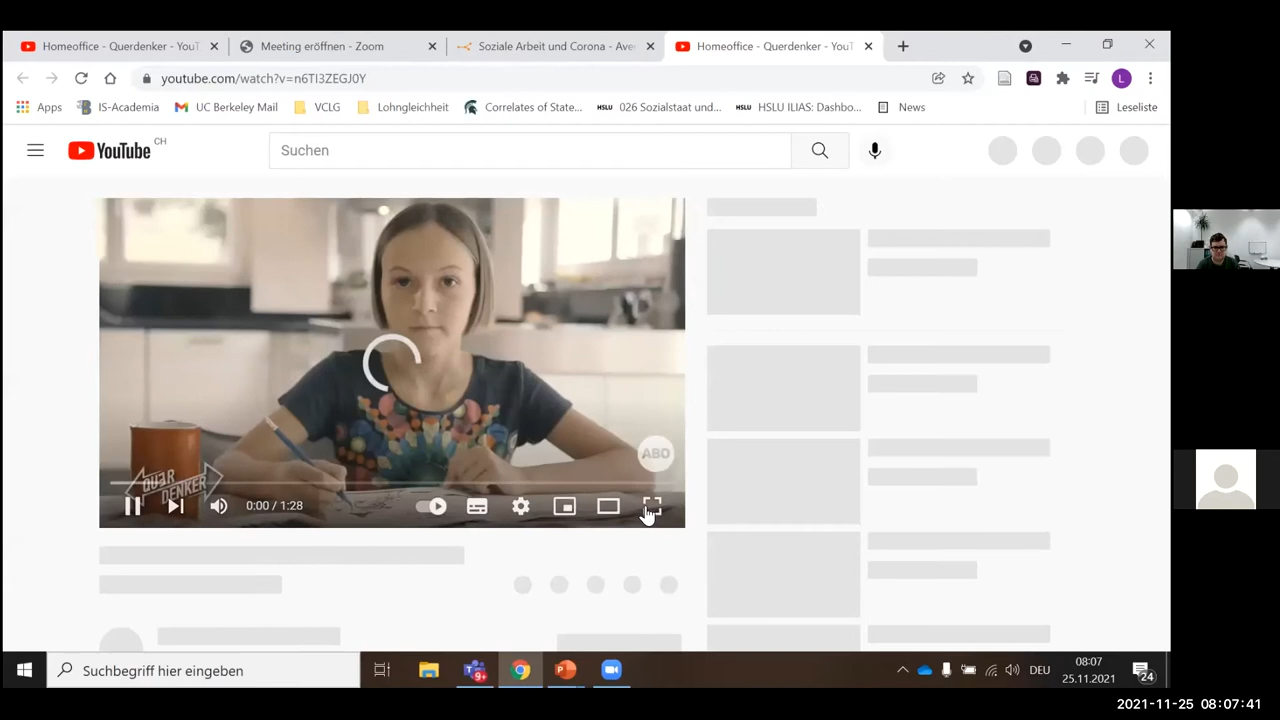 Homeoffice - Querdenker - YouT
Meeting eröffnen - Zoom
Soziale Arbeit und Corona - Ave
Homeoffice - Querdenker - YouT
youtube.com/watch?v=n6TI3ZEGJ0Y
L
Apps
IS-Academia
UC Berkeley Mail
VCLG
Lohngleichheit
Correlates of State...
HSLU
026 Sozialstaat und...
HSLU
HSLU ILIAS: Dashbo...
News
Leseliste
YouTube CH
Suchen
ABO
QUER
DENKER
0:00 / 1:28
Suchbegriff hier eingeben
9+
DEU
08:07
25.11.2021
24
2021-11-25 08:07:41